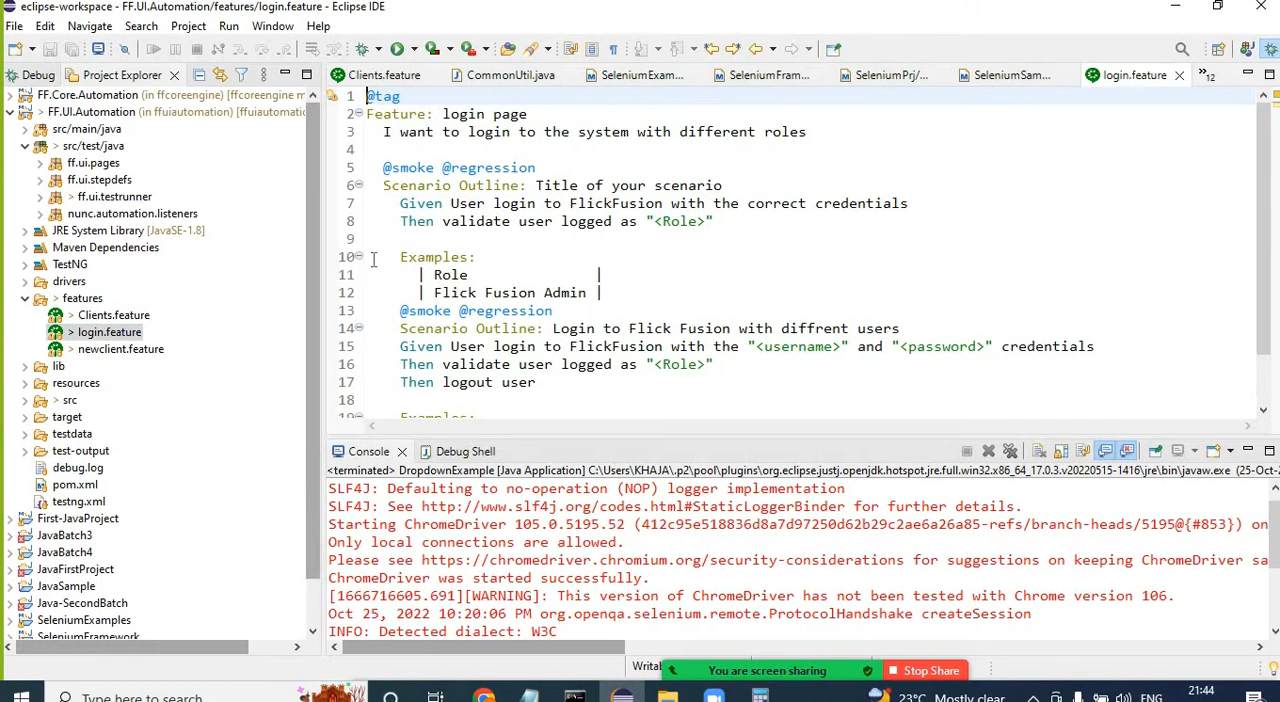 eclipse-workspace - FF.UI.Automation/features/login.feature - Eclipse IDE
File Edit Navigate Search Project Run Window Help
Debug Project Explorer
Clients.feature CommonUtil.java SeleniumExam... SeleniumFram... SeleniumPrj/... SeleniumSam... login.feature 12
FF.Core.Automation (in ffcoreengine) [ffcoreengine m
FF.UI.Automation (in ffuiautomation) [ffuiautomation
src/main/java
src/test/java
ff.ui.pages
ff.ui.stepdefs
ff.ui.testrunner
nunc.automation.listeners
JRE System Library [JavaSE-1.8]
Maven Dependencies
TestNG
drivers
features
Clients.feature
login.feature
newclient.feature
lib
resources
src
target
testdata
test-output
debug.log
pom.xml
testng.xml
First-JavaProject
JavaBatch3
JavaBatch4
JavaFirstProject
JavaSample
Java-SecondBatch
SeleniumExamples
SeleniumFramework
1 @tag
2 Feature: login page
3 I want to login to the system with different roles
4
5 @smoke @regression
6 Scenario Outline: Title of your scenario
7 Given User login to FlickFusion with the correct credentials
8 Then validate user logged as "<Role>"
9
10 Examples:
11 | Role |
12 | Flick Fusion Admin |
13 @smoke @regression
14 Scenario Outline: Login to Flick Fusion with diffrent users
15 Given User login to FlickFusion with the "<username>" and "<password>" credentials
16 Then validate user logged as "<Role>"
17 Then logout user
18
19 Examples:
Console Debug Shell
<terminated> DropdownExample [Java Application] C:\Users\KHAJA\.p2\pool\plugins\org.eclipse.justj.openjdk.hotspot.jre.full.win32.x86_64_17.0.3.v20220515-1416\jre\bin\javaw.exe (25-Oct-2
SLF4J: Defaulting to no-operation (NOP) logger implementation
SLF4J: See http://www.slf4j.org/codes.html#StaticLoggerBinder for further details.
Starting ChromeDriver 105.0.5195.52 (412c95e518836d8a7d97250d62b29c2ae6a26a85-refs/branch-heads/5195@{#853}) on
Only local connections are allowed.
Please see https://chromedriver.chromium.org/security-considerations for suggestions on keeping ChromeDriver sa
ChromeDriver was started successfully.
[1666716605.691][WARNING]: This version of ChromeDriver has not been tested with Chrome version 106.
Oct 25, 2022 10:20:06 PM org.openqa.selenium.remote.ProtocolHandshake createSession
INFO: Detected dialect: W3C
Writab You are screen sharing Stop Share
Type here to search 23°C Mostly clear ENG 21:44